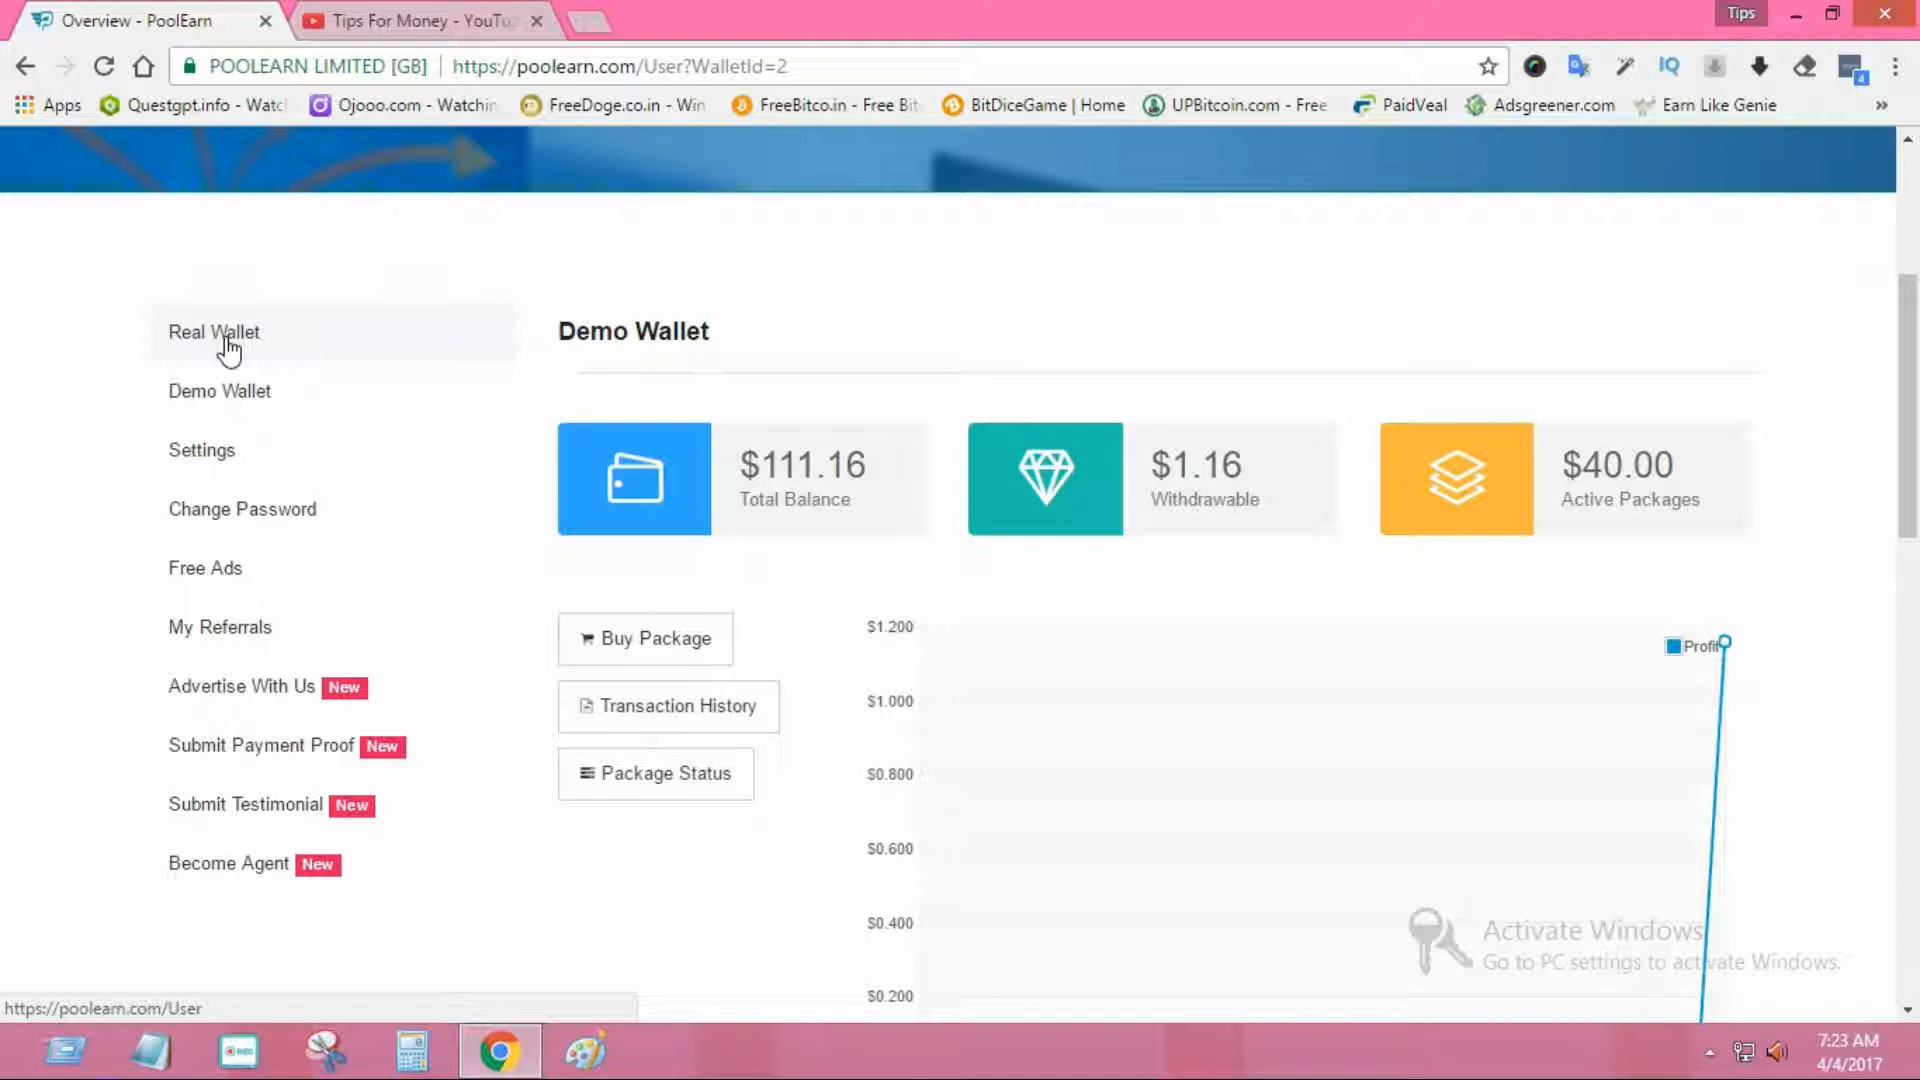 Overview - PoolEarn
Tips For Money - YouTu
Tips
POOLEARN LIMITED [GB] https://poolearn.com/User?WalletId=2
IQ
4
Apps Questgpt.info - Watc Ojooo.com - Watchin FreeDoge.co.in - Win FreeBitco.in - Free Bit BitDiceGame | Home UPBitcoin.com - Free PaidVeal Adsgreener.com Earn Like Genie »
Real Wallet
Demo Wallet
Settings
Change Password
Free Ads
My Referrals
Advertise With Us New
Submit Payment Proof New
Submit Testimonial New
Become Agent New
Demo Wallet
$111.16
Total Balance
$1.16
Withdrawable
$40.00
Active Packages
Buy Package
Transaction History
Package Status
$1.200
$1.000
$0.800
$0.600
$0.400
$0.200
Profit
Activate Windows
Go to PC settings to activate Windows.
https://poolearn.com/User
REC
7:23 AM
4/4/2017